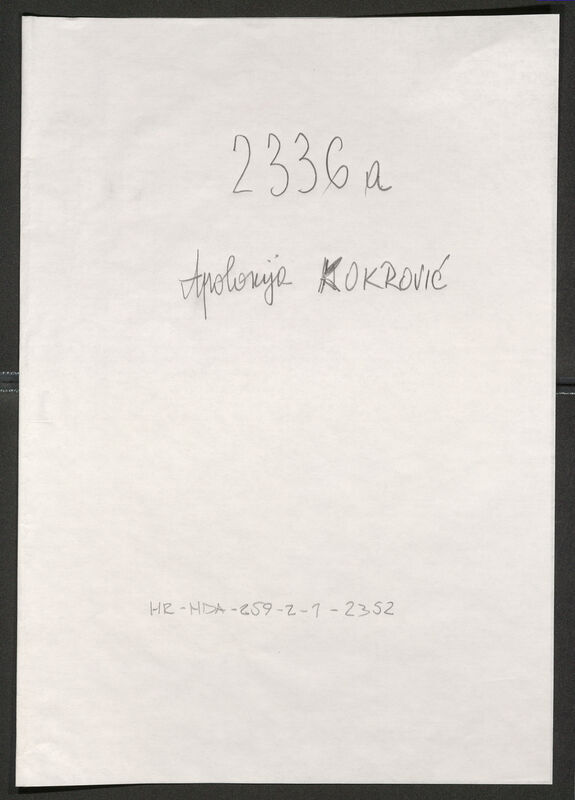 2336a
Apolonija KOKROVIĆ
HR-HDA-259-2-1-2352